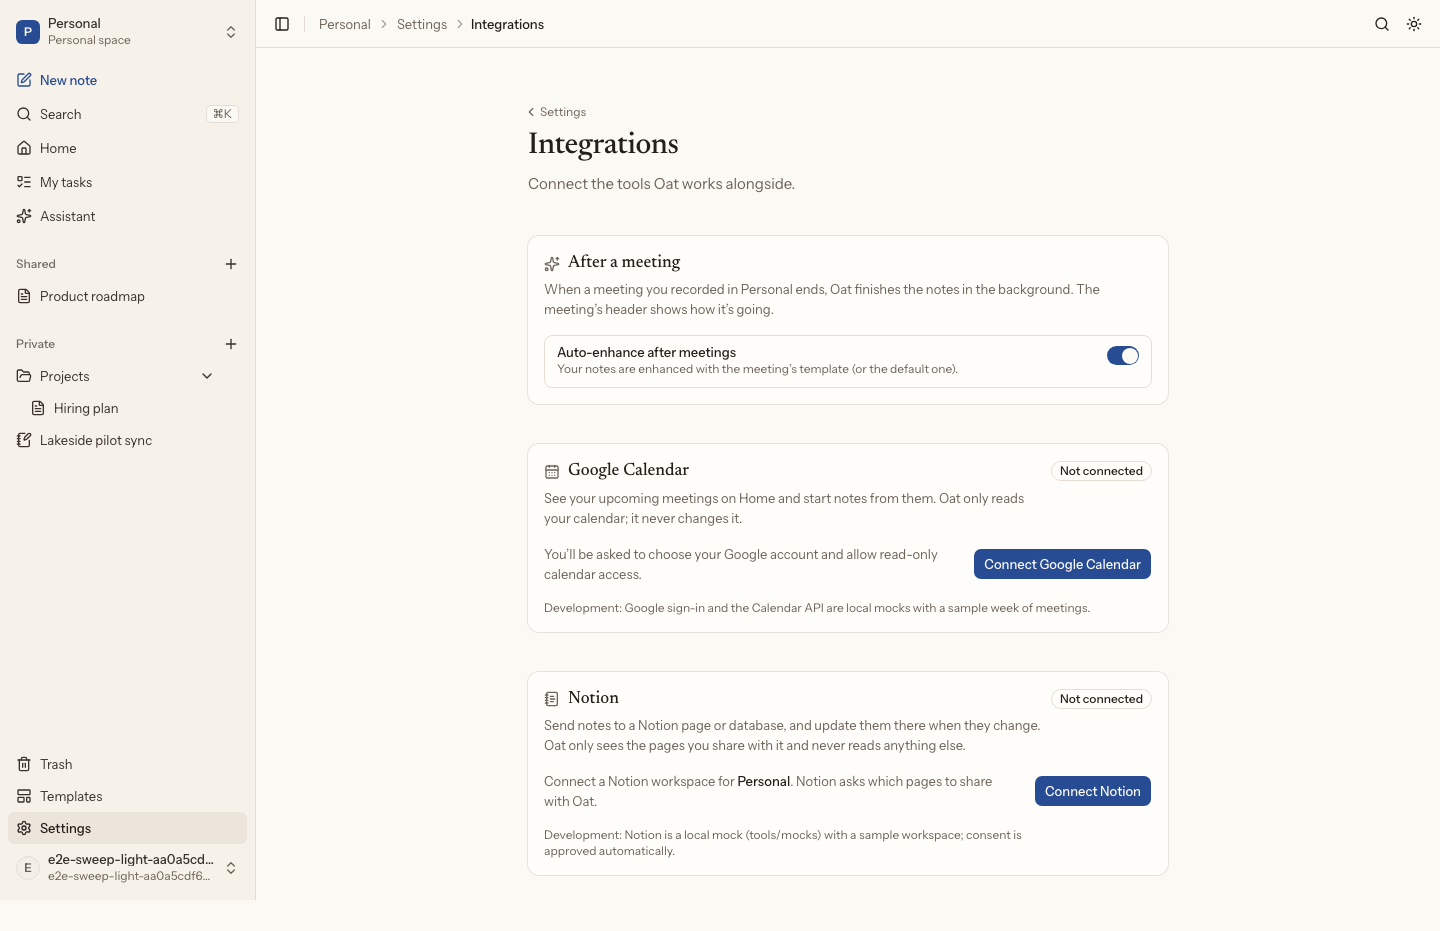 P
Personal
Personal space
New note
Search
⌘K
Home
My tasks
Assistant
Shared
Product roadmap
Private
Projects
Hiring plan
Lakeside pilot sync
Trash
Templates
Settings
E
e2e-sweep-light-aa0a5cd...
e2e-sweep-light-aa0a5cdf6...
Personal
Settings
Integrations
Settings
Integrations
Connect the tools Oat works alongside.
After a meeting
When a meeting you recorded in Personal ends, Oat finishes the notes in the background. The
meeting's header shows how it's going.
Auto-enhance after meetings
Your notes are enhanced with the meeting's template (or the default one).
Google Calendar
Not connected
See your upcoming meetings on Home and start notes from them. Oat only reads
your calendar; it never changes it.
You'll be asked to choose your Google account and allow read-only
calendar access.
Connect Google Calendar
Development: Google sign-in and the Calendar API are local mocks with a sample week of meetings.
Notion
Not connected
Send notes to a Notion page or database, and update them there when they change.
Oat only sees the pages you share with it and never reads anything else.
Connect a Notion workspace for Personal. Notion asks which pages to share
with Oat.
Connect Notion
Development: Notion is a local mock (tools/mocks) with a sample workspace; consent is
approved automatically.